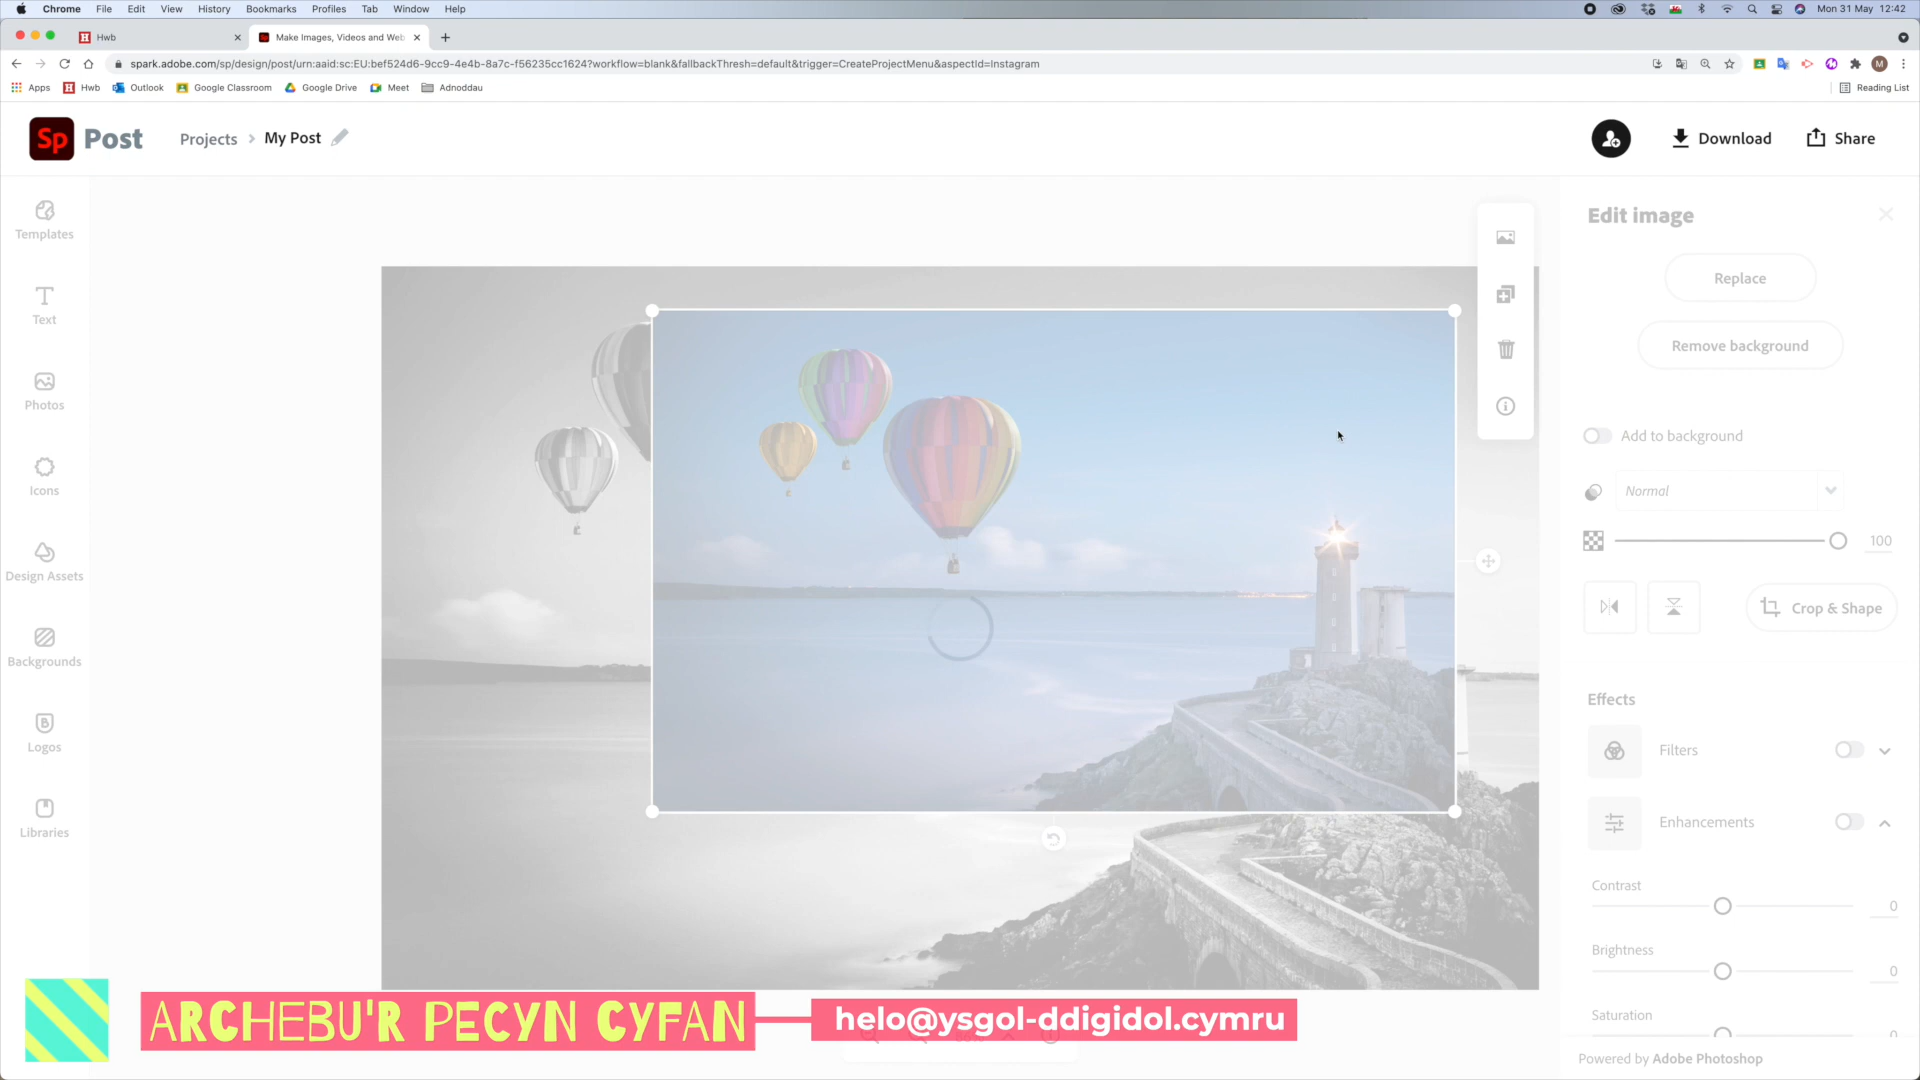 Chrome File Edit View History Bookmarks Profiles Tab Window Help Mon 31 May 12:42
Hwb Make Images, Videos and Web
spark.adobe.com/sp/design/post/urn:aaid:sc:EU:bef524d6-9cc9-4e4b-8a7c-f56235cc1624?workflow=blank&fallbackThresh=default&trigger=CreateProjectMenu&aspectId=Instagram M
Apps Hwb Outlook Google Classroom Google Drive Meet Adnoddau Reading List
Sp Post Projects > My Post Download Share
Templates
Text
Photos
Icons
Design Assets
Backgrounds
Logos
Libraries
Edit image
Replace
Remove background
Add to background
Normal
100
Crop & Shape
Effects
Filters
Enhancements
Contrast
0
Brightness
0
Saturation
Powered by Adobe Photoshop
ARCHEBU'R PECYN CYFAN
helo@ysgol-ddigidol.cymru